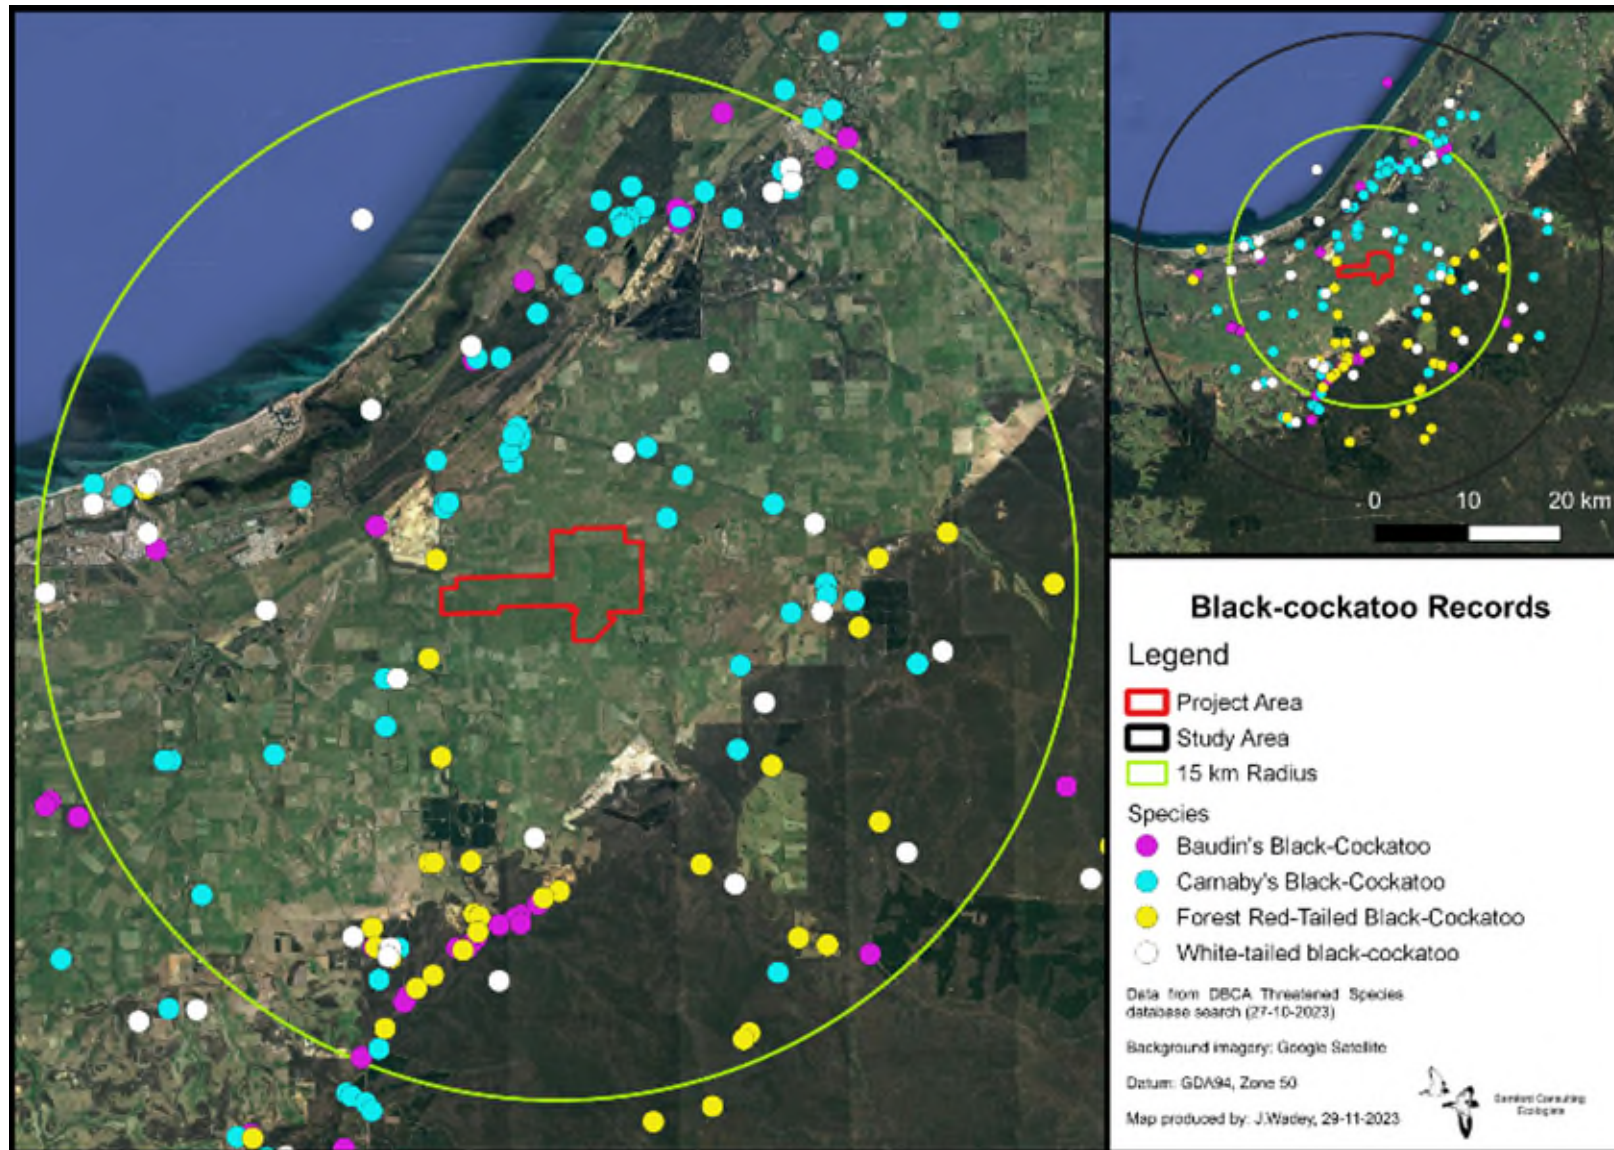 0 10 20 km
Black-cockatoo Records
Legend
Project Area
Study Area
15 km Radius
Species
Baudin's Black-Cockatoo
Carnaby's Black-Cockatoo
Forest Red-Tailed Black-Cockatoo
White-tailed black-cockatoo
Data from DBCA Threatened Species
database search (27-10-2023)
Background imagery: Google Satellite
Datum: GDA94, Zone 50
Map produced by: J.Wadey, 29-11-2023
Consulting
Ecologists